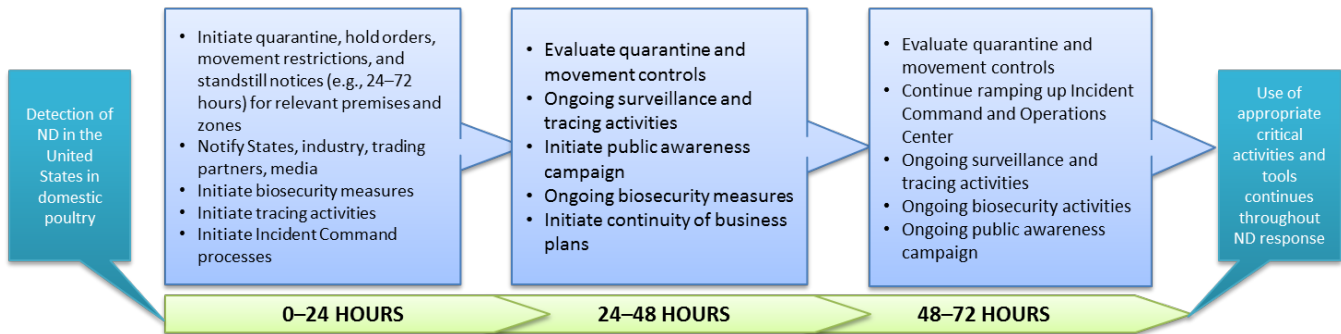 Detection of
ND in the
United
States in
domestic
poultry
• Initiate quarantine, hold orders,
movement restrictions, and
standstill notices (e.g., 24–72
hours) for relevant premises and
zones
• Notify States, industry, trading
partners, media
• Initiate biosecurity measures
• Initiate tracing activities
• Initiate Incident Command
processes
• Evaluate quarantine and
movement controls
• Ongoing surveillance and
tracing activities
• Initiate public awareness
campaign
• Ongoing biosecurity measures
• Initiate continuity of business
plans
• Evaluate quarantine and
movement controls
• Continue ramping up Incident
Command and Operations
Center
• Ongoing surveillance and
tracing activities
• Ongoing biosecurity activities
• Ongoing public awareness
campaign
Use of
appropriate
critical
activities and
tools
continues
throughout
ND response
0–24 HOURS
24–48 HOURS
48–72 HOURS